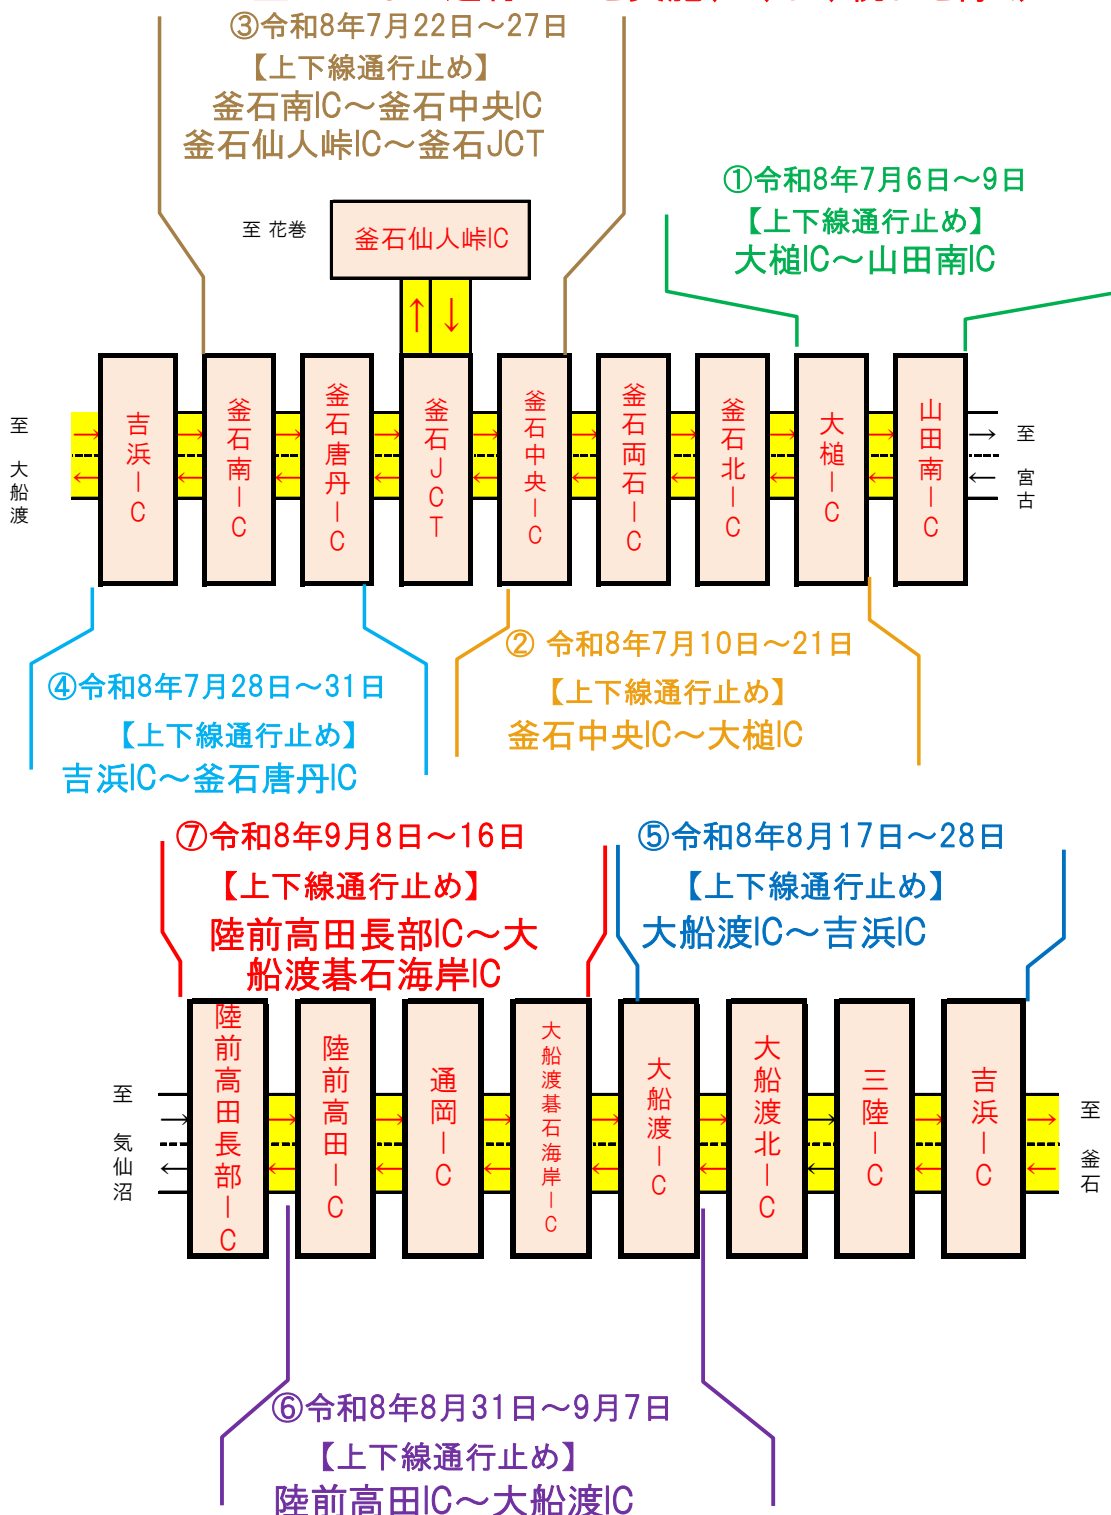 ③令和8年7月22日～27日
【上下線通行止め】
釜石南IC～釜石中央IC
釜石仙人峠IC～釜石JCT
①令和8年7月6日～9日
【上下線通行止め】
大槌IC～山田南IC
至 花巻
釜石仙人峠IC
↑ ↓
至 大船渡
吉浜IC
釜石南IC
釜石唐丹IC
釜石JCT
釜石中央IC
釜石両石IC
釜石北IC
大槌IC
山田南IC
至 宮古
② 令和8年7月10日～21日
【上下線通行止め】
釜石中央IC～大槌IC
④令和8年7月28日～31日
【上下線通行止め】
吉浜IC～釜石唐丹IC
⑦令和8年9月8日～16日
【上下線通行止め】
陸前高田長部IC～大
船渡碁石海岸IC
⑤令和8年8月17日～28日
【上下線通行止め】
大船渡IC～吉浜IC
至 気仙沼
陸前高田長部IC
陸前高田IC
通岡IC
大船渡碁石海岸IC
大船渡IC
大船渡北IC
三陸IC
吉浜IC
至 釜石
⑥令和8年8月31日～9月7日
【上下線通行止め】
陸前高田IC～大船渡IC